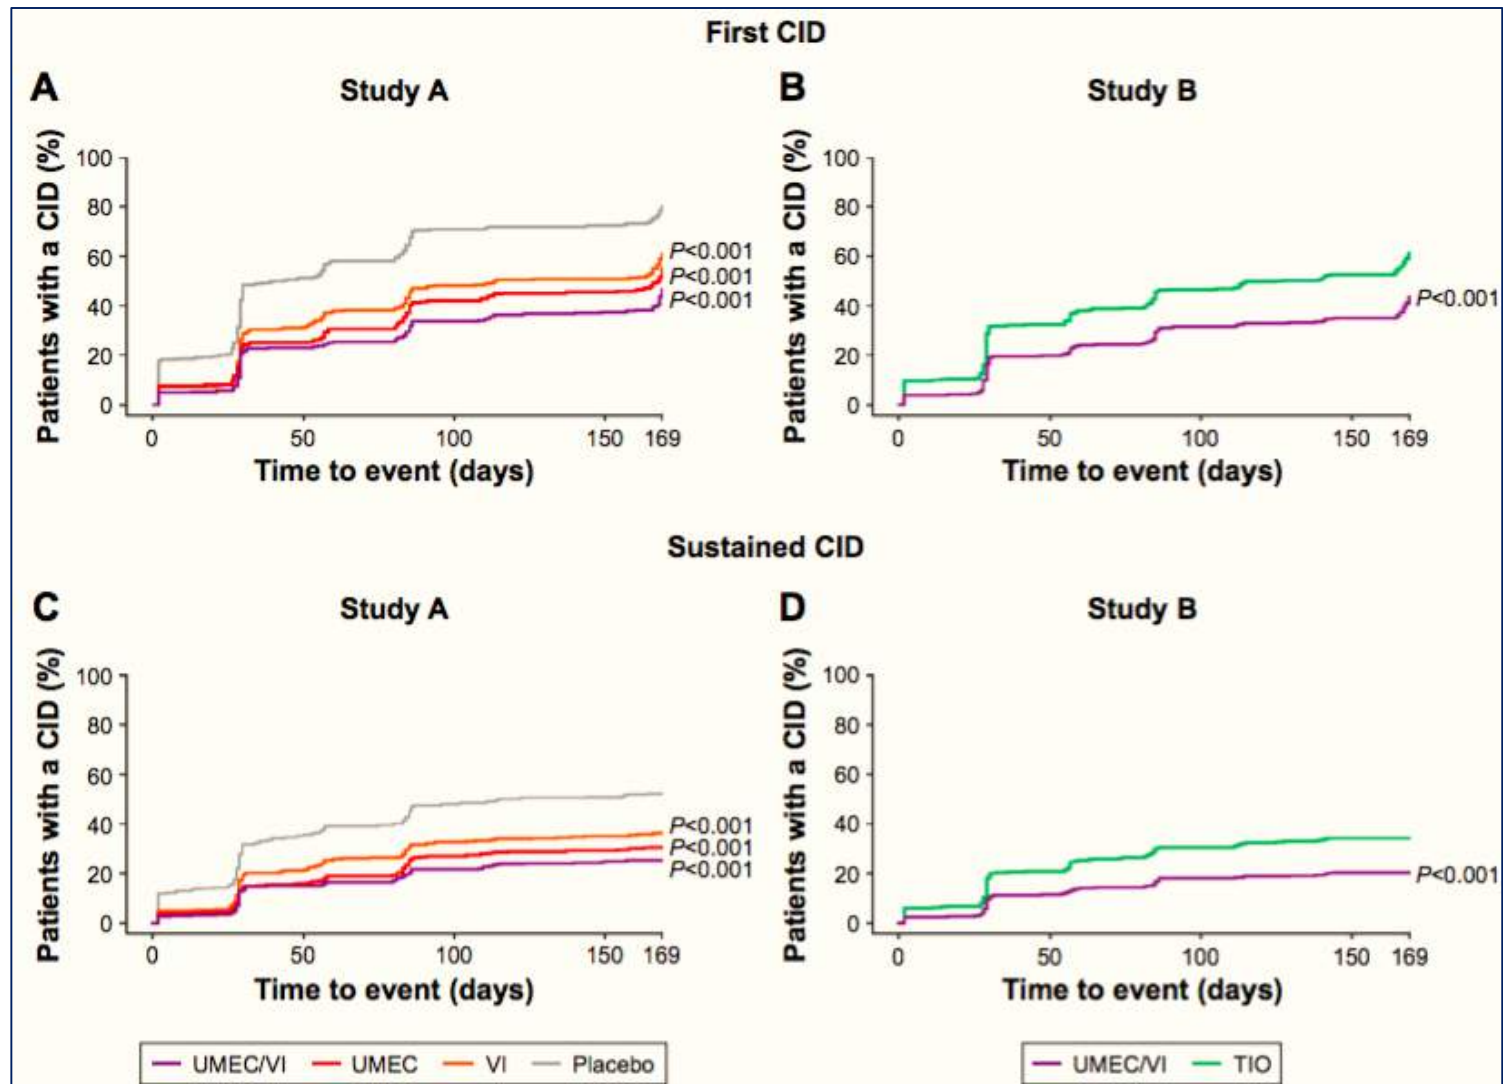 First CID
A
Study A
Patients with a CID (%)
100
80
60
40
20
0
P<0.001
P<0.001
P<0.001
0 50 100 150 169
Time to event (days)
B
Study B
Patients with a CID (%)
100
80
60
40
20
0
P<0.001
0 50 100 150 169
Time to event (days)
Sustained CID
C
Study A
Patients with a CID (%)
100
80
60
40
20
0
P<0.001
P<0.001
P<0.001
0 50 100 150 169
Time to event (days)
UMEC/VI UMEC VI Placebo
D
Study B
Patients with a CID (%)
100
80
60
40
20
0
P<0.001
0 50 100 150 169
Time to event (days)
UMEC/VI TIO